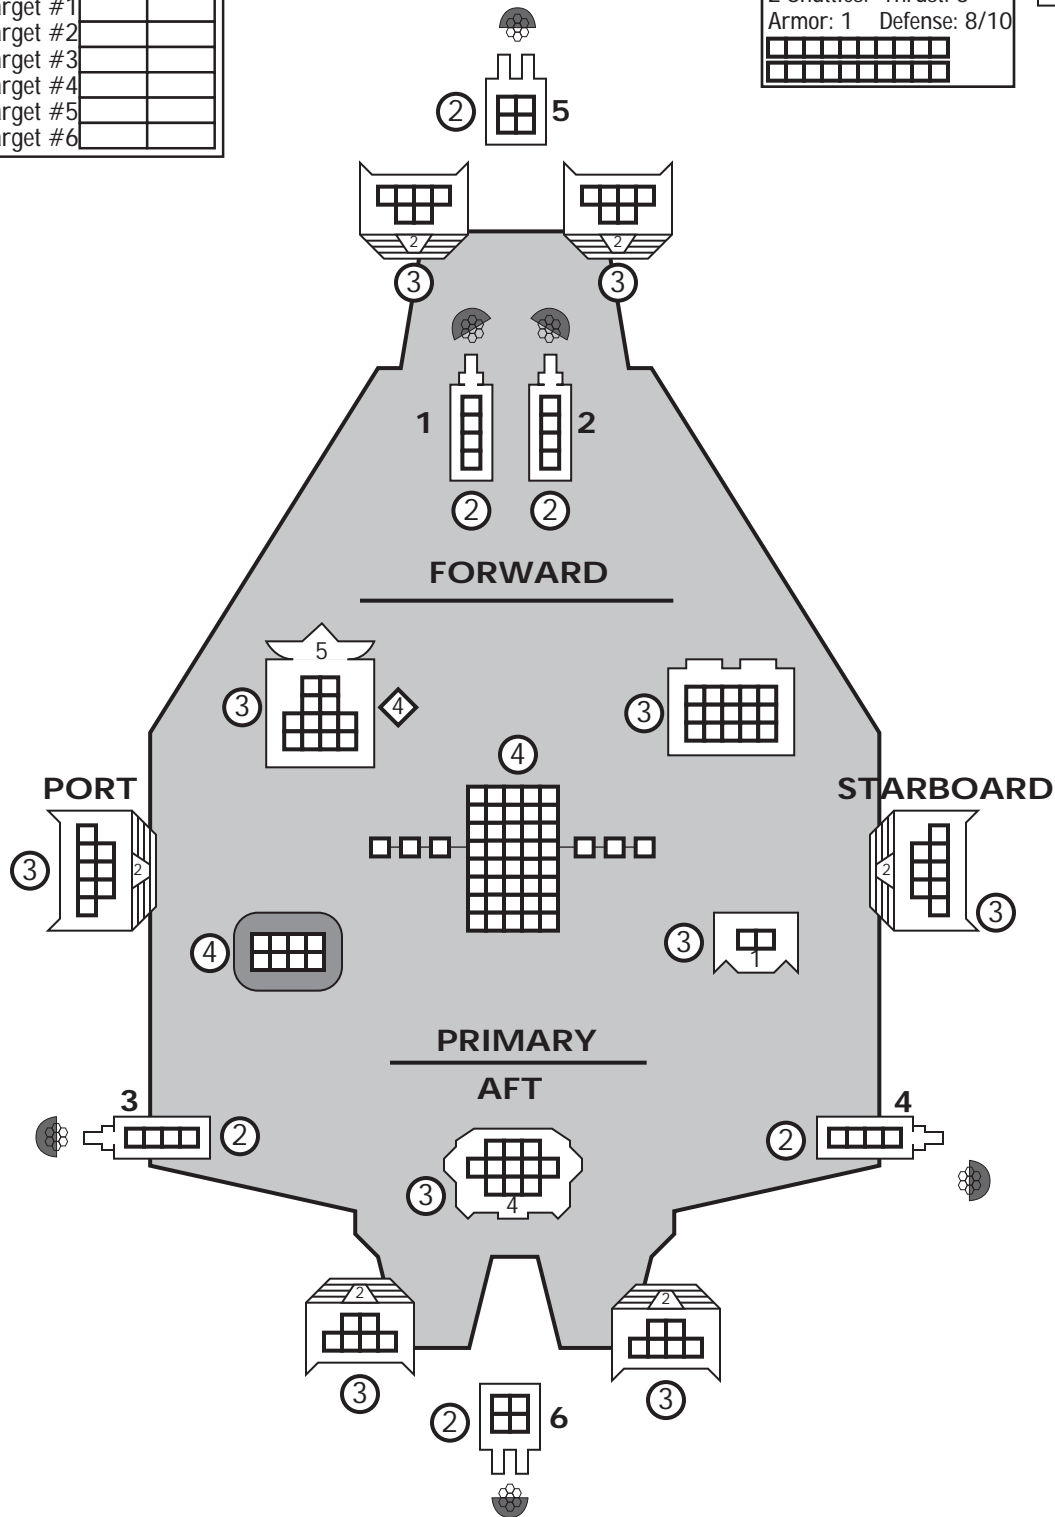 arget #1
arget #2
arget #3
arget #4
arget #5
arget #6
Armor: 1 Defense: 8/10
2 5
2 2
3 3
1 2
2 2
FORWARD
5
3 4 3
4
PORT STARBOARD
3 2 2 3
4 3 1
PRIMARY
AFT
3 4
2 2
3 4
2 2
3 3
2 6